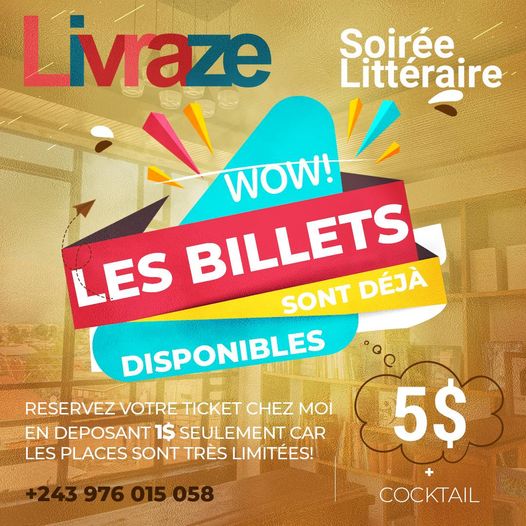 Livraze
Soirée
Littéraire
WOW!
LES BILLETS
SONT DÉJÀ
DISPONIBLES
RESERVEZ VOTRE TICKET CHEZ MOI
EN DEPOSANT 1$ SEULEMENT CAR
LES PLACES SONT TRÈS LIMITÉES!
+243 976 015 058
5$
+
COCKTAIL